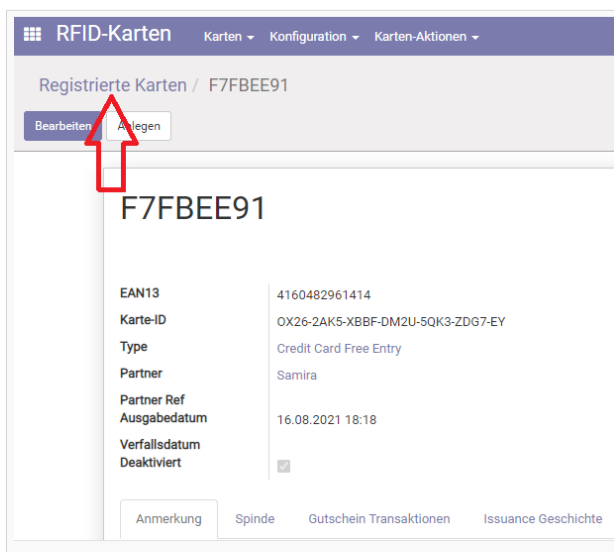 RFID-Karten Karten Konfiguration Karten-Aktionen
Registrierte Karten / F7FBEE91
Bearbeiten Anlegen
F7FBEE91
EAN13 4160482961414
Karte-ID OX26-2AK5-XBBF-DM2U-5QK3-ZDG7-EY
Type Credit Card Free Entry
Partner Samira
Partner Ref
Ausgabedatum 16.08.2021 18:18
Verfallsdatum
Deaktiviert
Anmerkung Spinde Gutschein Transaktionen Issuance Geschichte